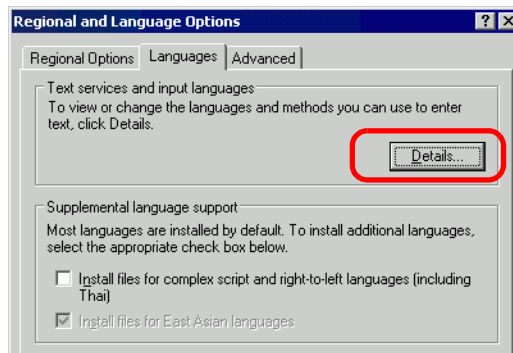 Regional and Language Options
Regional Options Languages Advanced
Text services and input languages
To view or change the languages and methods you can use to enter
text, click Details.
Details...
Supplemental language support
Most languages are installed by default. To install additional languages,
select the appropriate check box below.
Install files for complex script and right-to-left languages (including
Thai)
Install files for East Asian languages